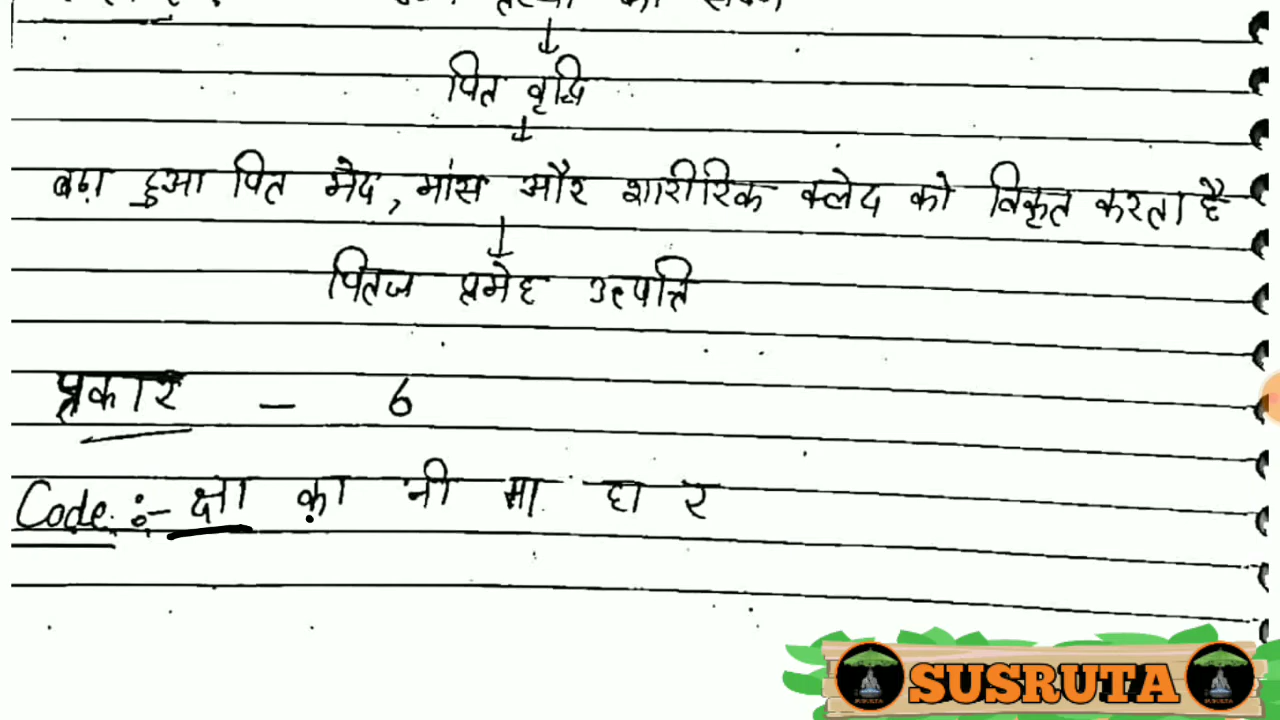 पित वृद्धि
बढ़ा हुआ पित मेद, मांस और शारीरिक क्लेद को विकृत करता है
पितज प्रमेह उत्पत्ति
प्रकार – 6
Code :- क्षा का नी मा हा र
SUSRUTA